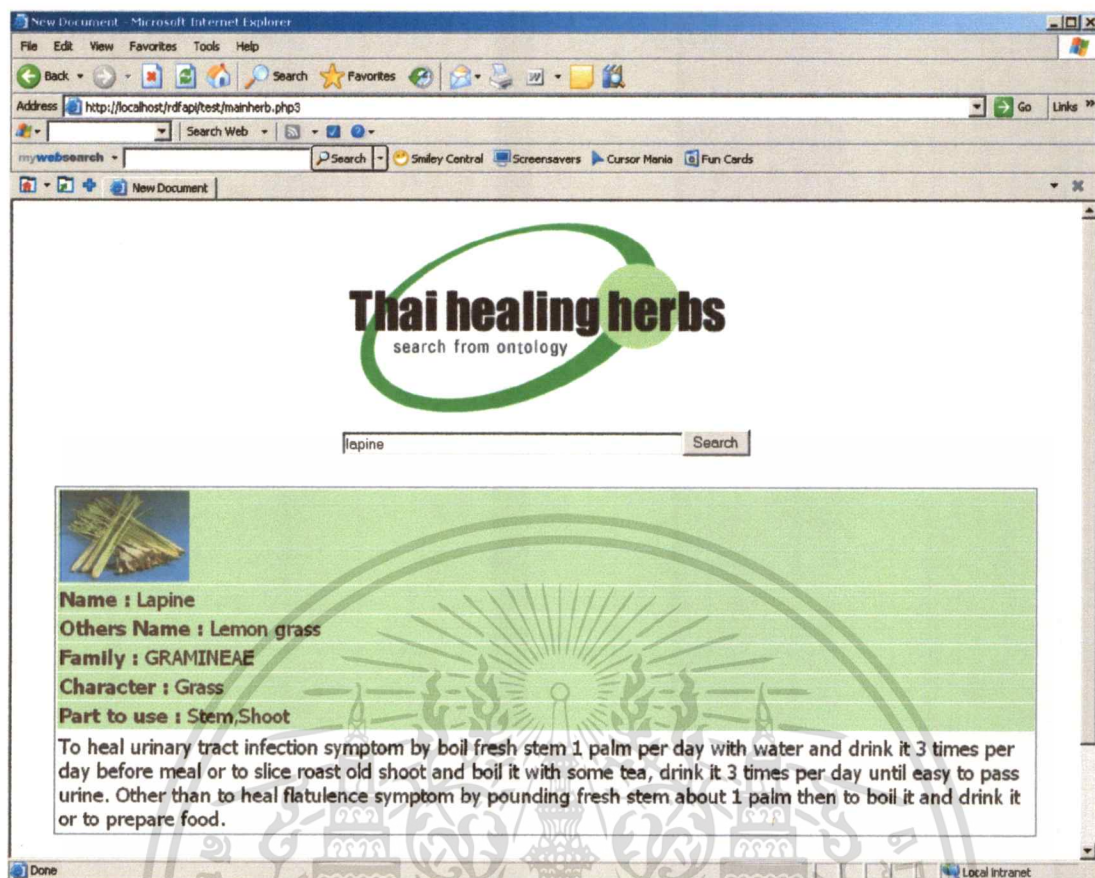 New Document - Microsoft Internet Explorer
File Edit View Favorites Tools Help
Back Search Favorites
Address http://localhost/rdfapi/test/mainherb.php3 Go Links »
Search Web
mywebsearch Search Smiley Central Screensavers Cursor Mania Fun Cards
New Document
Thai healing herbs
search from ontology
lapine Search
Name : Lapine
Others Name : Lemon grass
Family : GRAMINEAE
Character : Grass
Part to use : Stem,Shoot
To heal urinary tract infection symptom by boil fresh stem 1 palm per day with water and drink it 3 times per
day before meal or to slice roast old shoot and boil it with some tea, drink it 3 times per day until easy to pass
urine. Other than to heal flatulence symptom by pounding fresh stem about 1 palm then to boil it and drink it
or to prepare food.
Done Local intranet